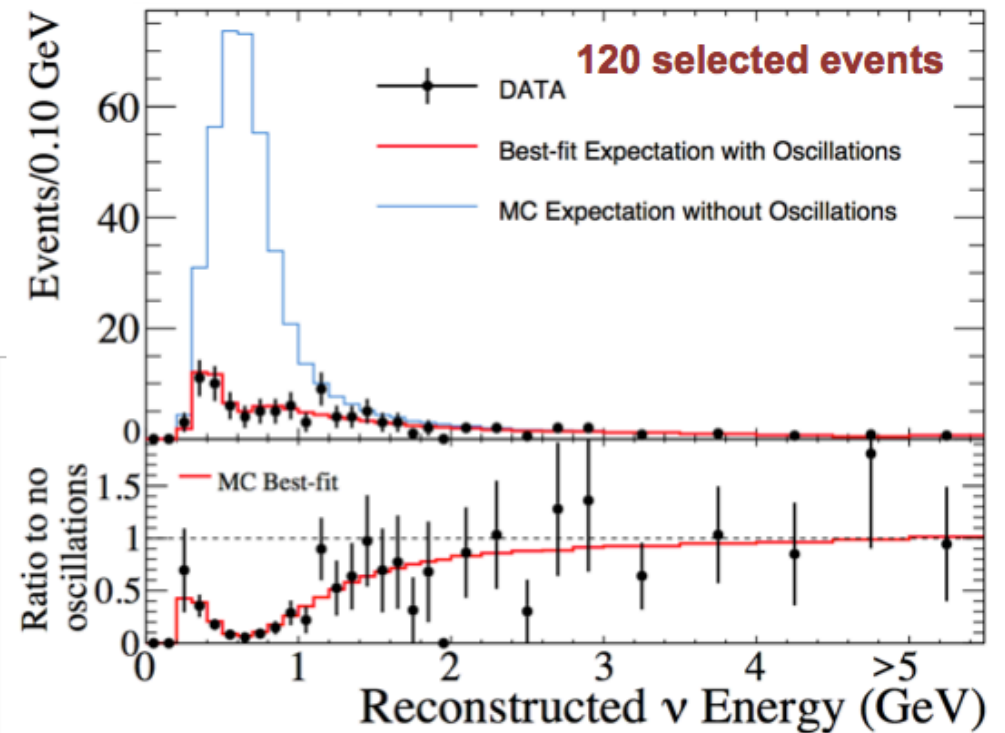 120 selected events
DATA
Best-fit Expectation with Oscillations
MC Expectation without Oscillations
Events/0.10 GeV
60
40
20
0
MC Best-fit
Ratio to no
oscillations
1.5
1
0.5
0
0 1 2 3 4 >5
Reconstructed ν Energy (GeV)